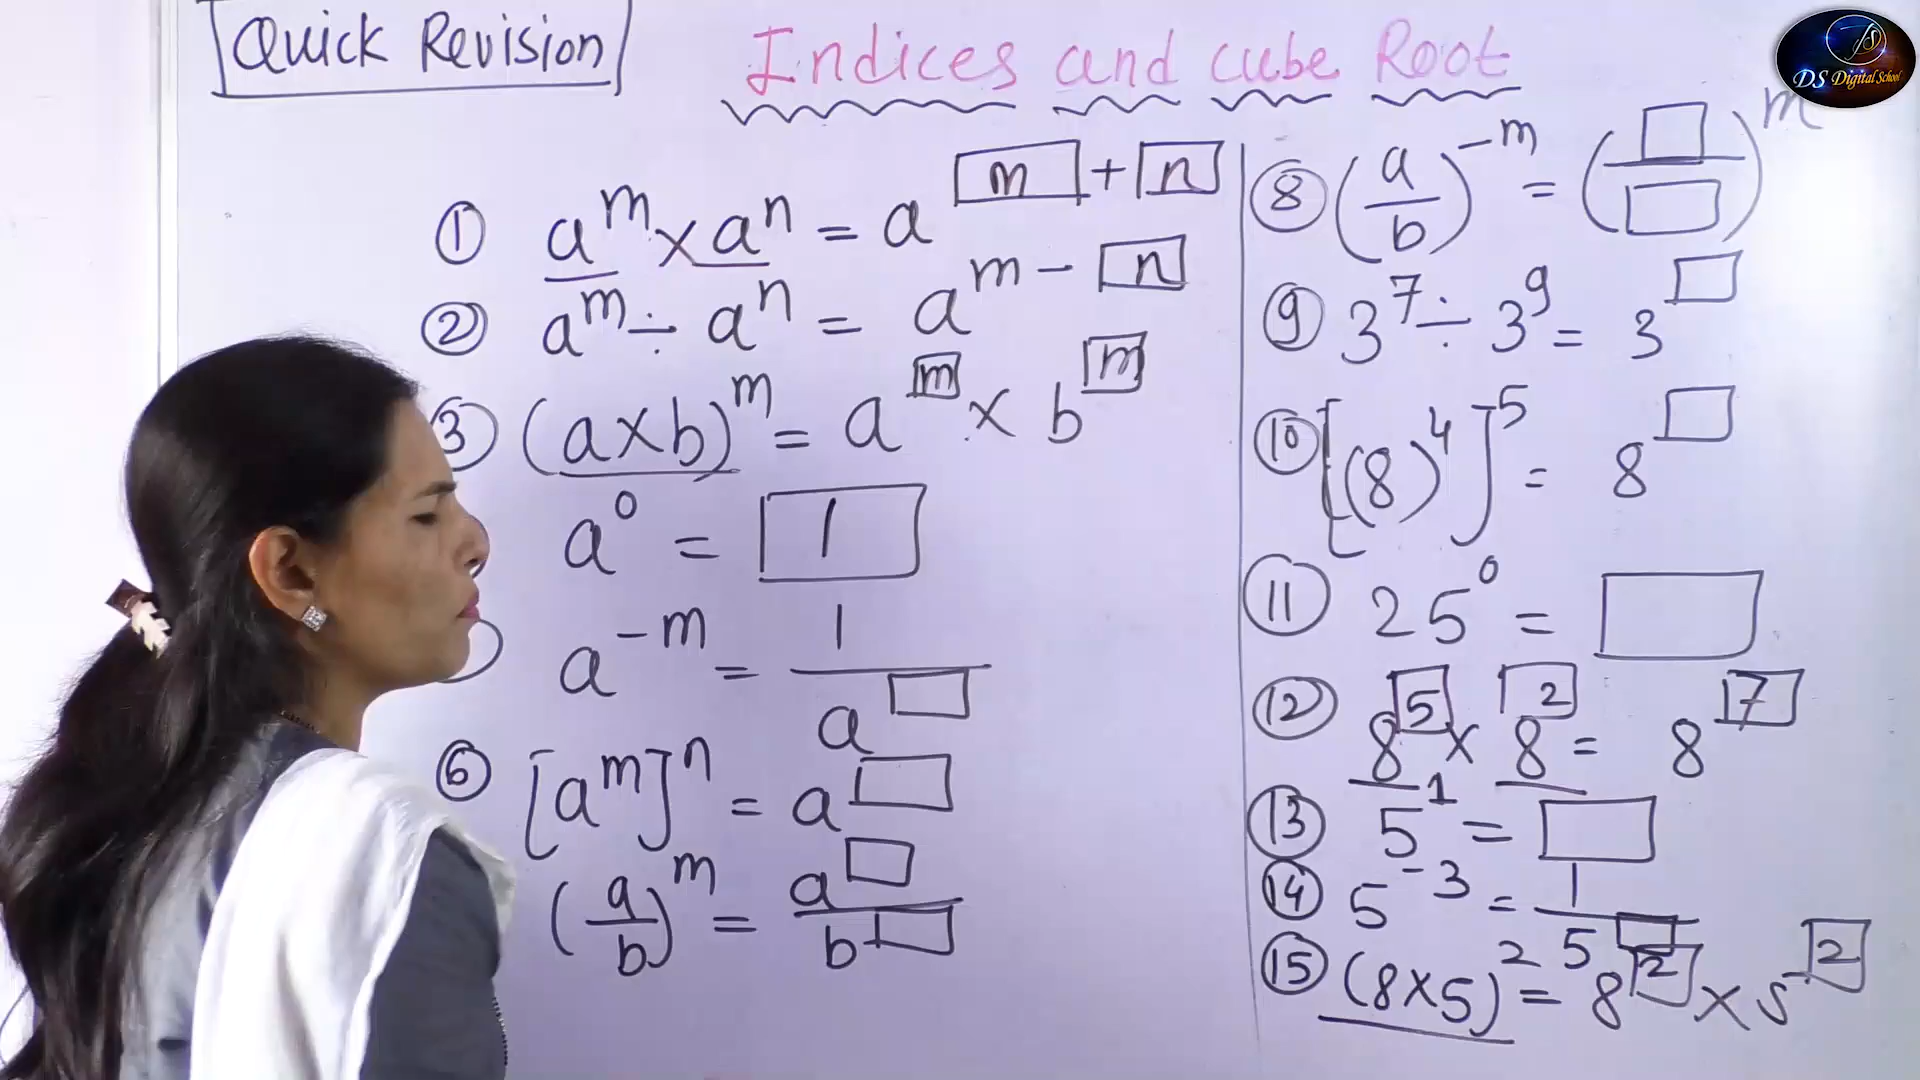 Quick Revision
Indices and cube Root
DS Digital School
① a^m × a^n = a^(m + n)
② a^m ÷ a^n = a^(m - n)
3 (a×b)^m = a^m × b^m
a^0 = 1
a^-m = 1/a^□
⑥ [a^m]^n = a^□
(a/b)^m = a^□/b^□
⑧ (a/b)^-m = (□/□)^m
⑨ 3^7 ÷ 3^9 = 3^□
⑩ [(8)^4]^5 = 8^□
⑪ 25^0 = □
⑫ 8^5 × 8^2 = 8^7
⑬ 5^1 = □
⑭ 5^-3 = 1/5^□
⑮ (8×5)^2 = 8^2 × 5^2